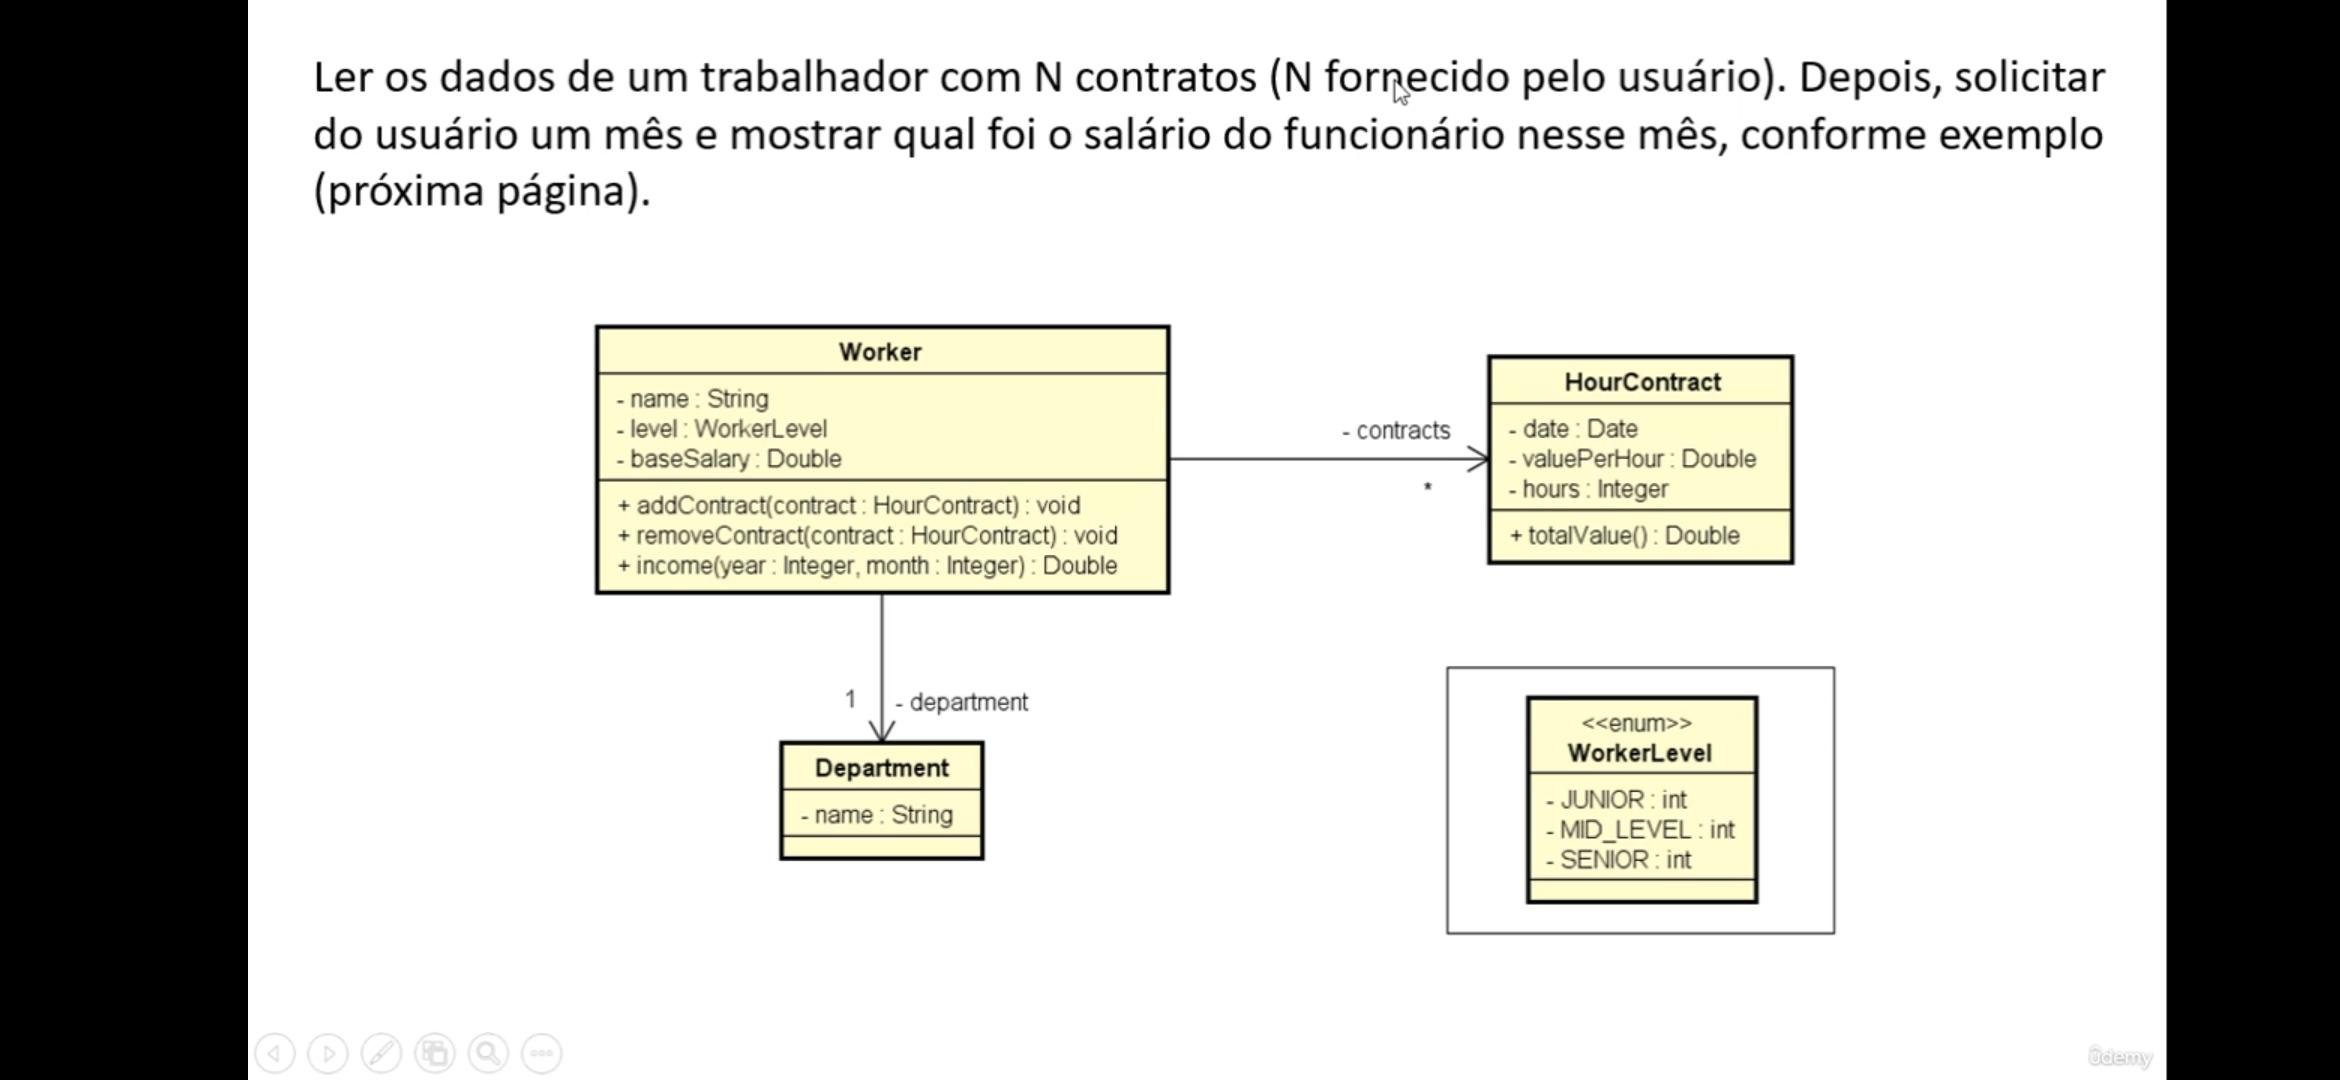 Ler os dados de um trabalhador com N contratos (N fornecido pelo usuário). Depois, solicitar
do usuário um mês e mostrar qual foi o salário do funcionário nesse mês, conforme exemplo
(próxima página).
Worker
- name : String
- level : WorkerLevel
- baseSalary : Double
+ addContract(contract : HourContract) : void
+ removeContract(contract : HourContract) : void
+ income(year : Integer, month : Integer) : Double
- contracts
*
HourContract
- date : Date
- valuePerHour : Double
- hours : Integer
+ totalValue() : Double
1
- department
Department
- name : String
<<enum>>
WorkerLevel
- JUNIOR : int
- MID_LEVEL : int
- SENIOR : int
ûdemy